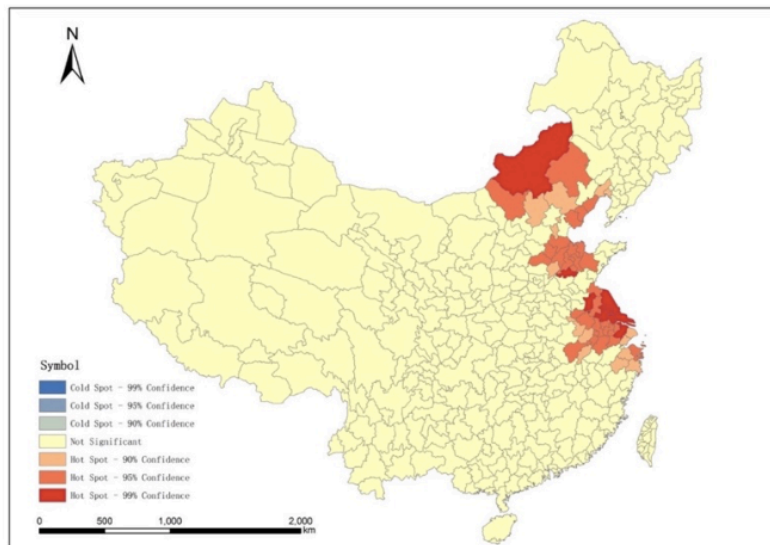 N
Symbol
Cold Spot - 99% Confidence
Cold Spot - 95% Confidence
Cold Spot - 90% Confidence
Not Significant
Hot Spot - 90% Confidence
Hot Spot - 95% Confidence
Hot Spot - 99% Confidence
0 500 1,000 2,000
km